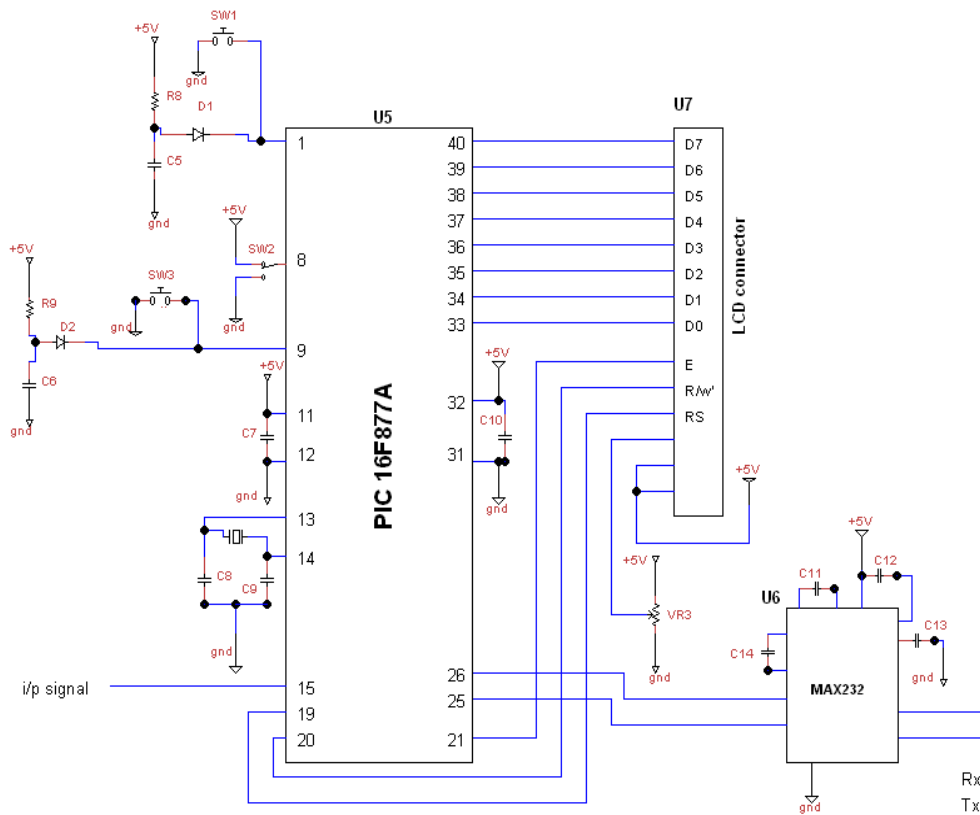 SW1
+5V
gnd
R8
D1
C5
gnd
U5
U7
1
40
39
38
37
36
35
34
33
D7
D6
D5
D4
D3
D2
D1
D0
E
R/w'
RS
LCD connector
+5V
SW2
8
gnd
+5V
R9
D2
SW3
gnd
9
C6
gnd
+5V
11
C7
12
gnd
PIC 16F877A
+5V
32
C10
31
gnd
13
14
C8
C9
gnd
+5V
+5V
VR3
gnd
+5V
C12
C11
U6
C13
C14
gnd
MAX232
gnd
i/p signal
15
19
20
26
25
21
Rx
Tx